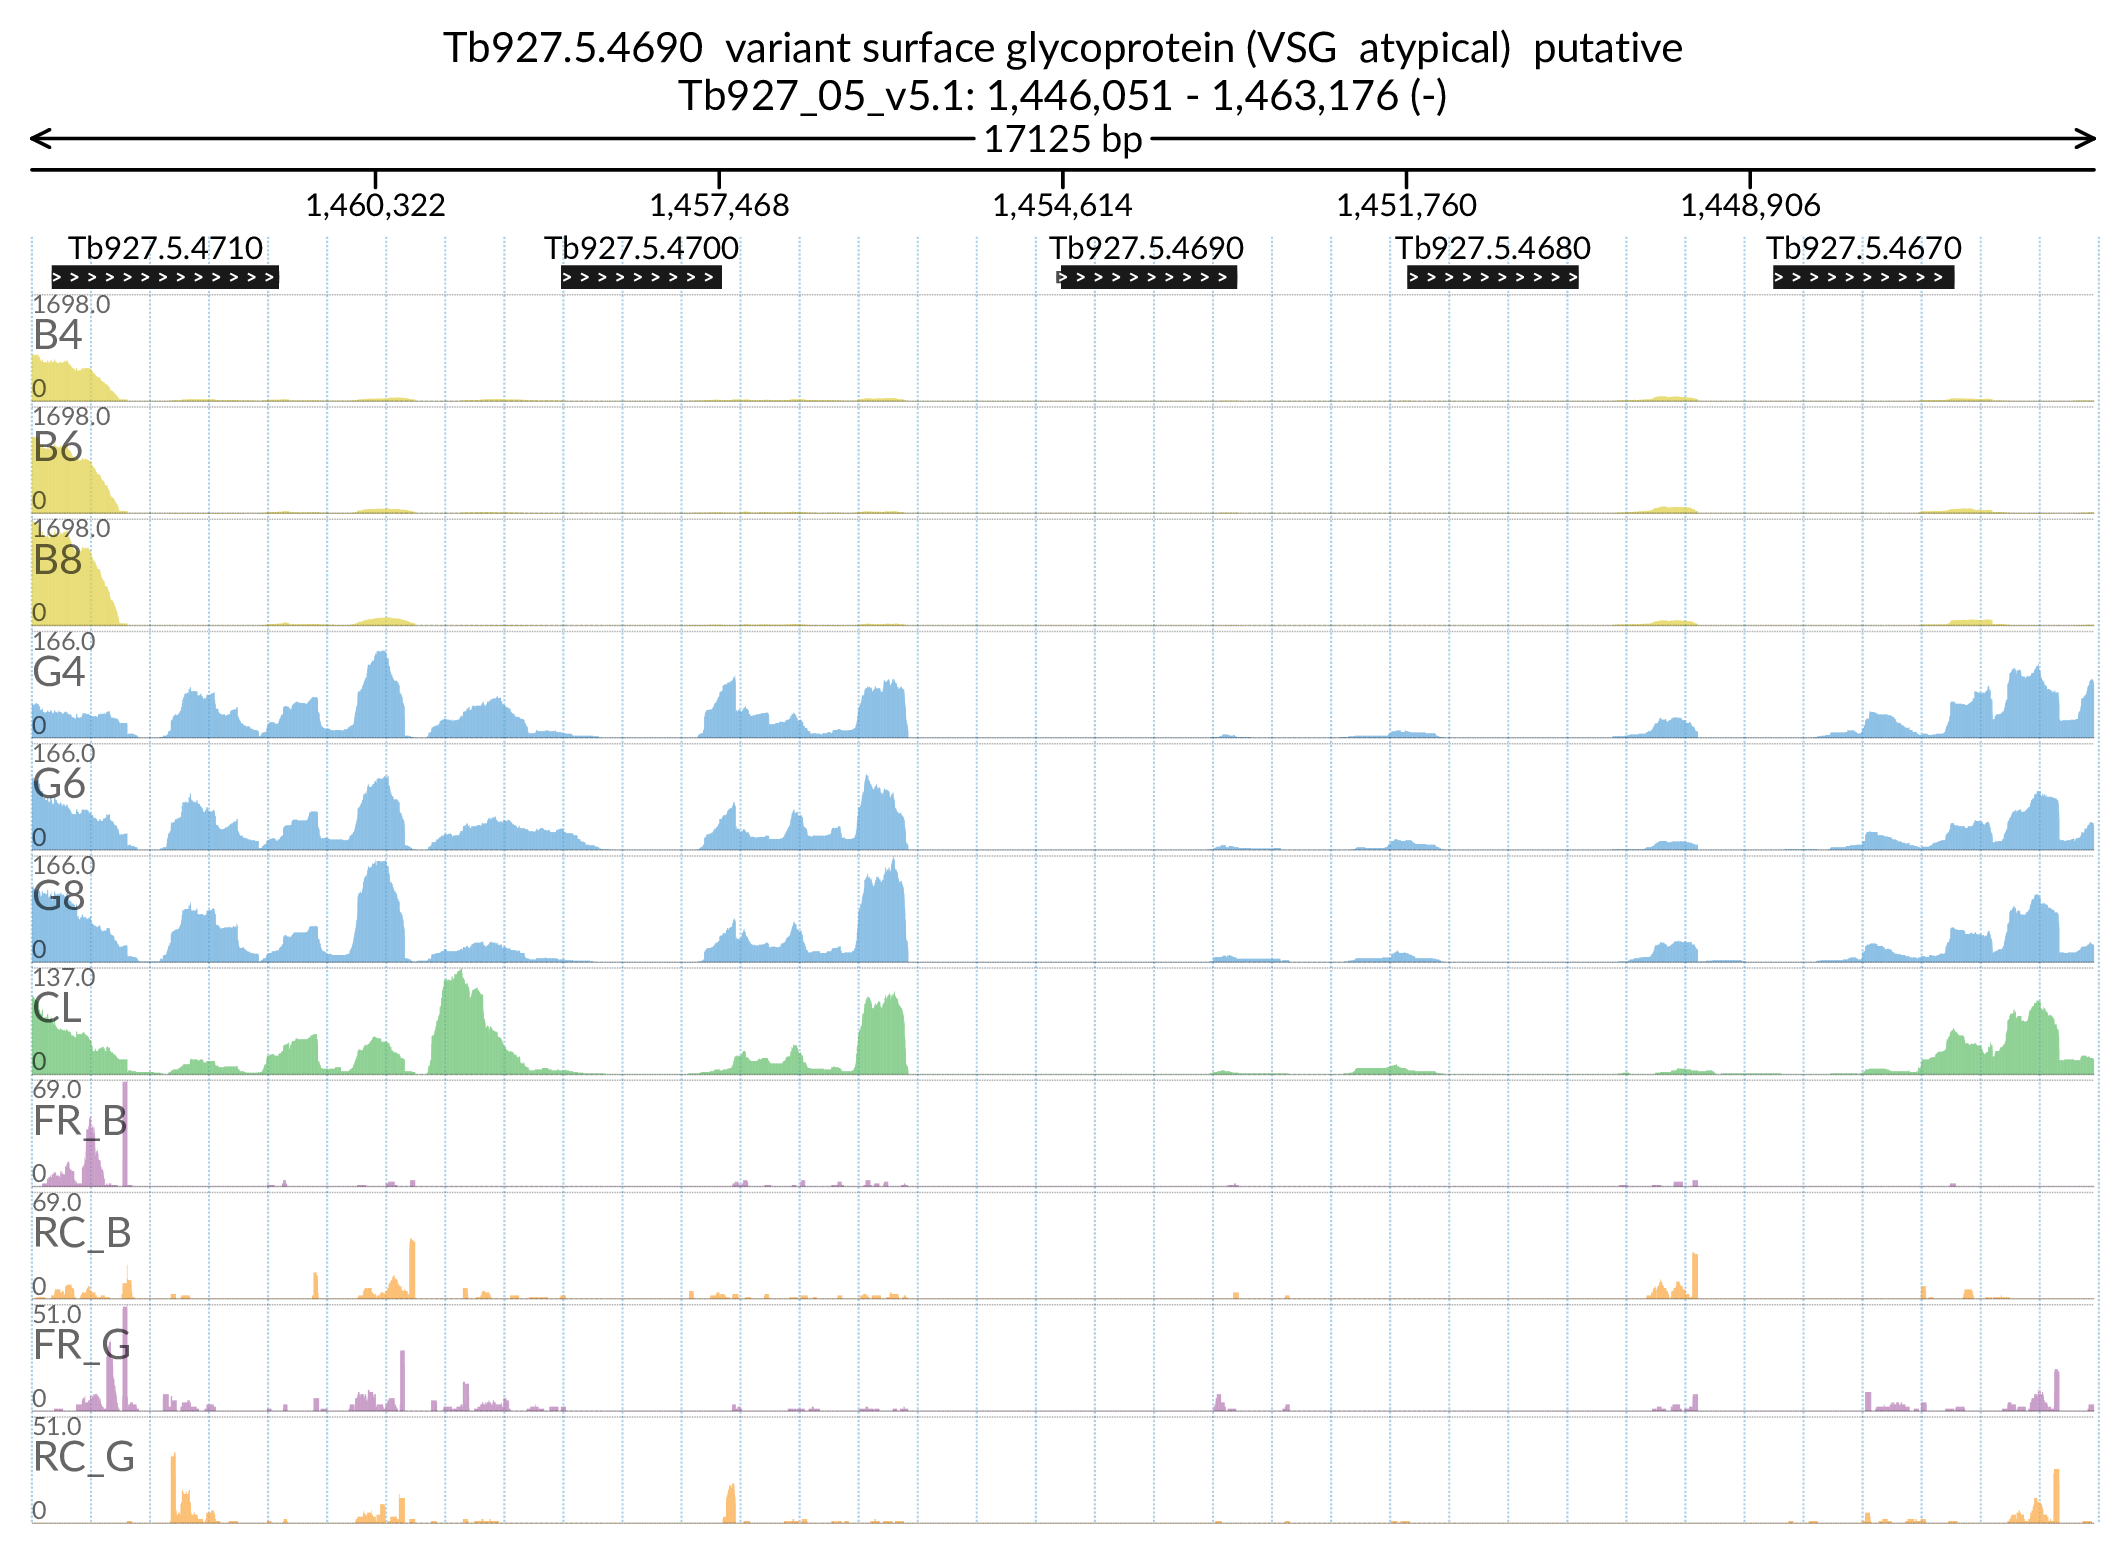 Tb927.5.4690  variant surface glycoprotein (VSG  atypical)  putative
Tb927_05_v5.1: 1,446,051 - 1,463,176 (-)
17125 bp
1,460,322 1,457,468 1,454,614 1,451,760 1,448,906
Tb927.5.4710 Tb927.5.4700 Tb927.5.4690 Tb927.5.4680 Tb927.5.4670
1698.0
B4
0
1698.0
B6
0
1698.0
B8
0
166.0
G4
0
166.0
G6
0
166.0
G8
0
137.0
CL
0
69.0
FR_B
0
69.0
RC_B
0
51.0
FR_G
0
51.0
RC_G
0